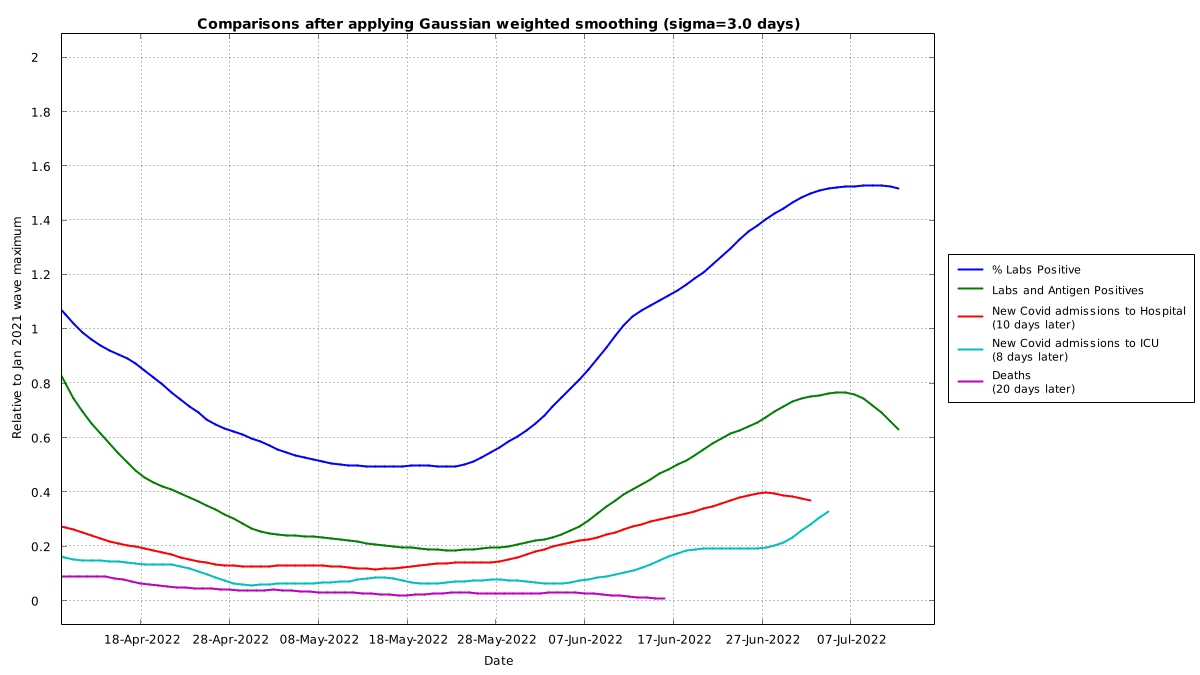 Comparisons after applying Gaussian weighted smoothing (sigma=3.0 days)
Relative to Jan 2021 wave maximum
2
1.8
1.6
1.4
1.2
1
0.8
0.6
0.4
0.2
0
18-Apr-2022 28-Apr-2022 08-May-2022 18-May-2022 28-May-2022 07-Jun-2022 17-Jun-2022 27-Jun-2022 07-Jul-2022
Date
% Labs Positive
Labs and Antigen Positives
New Covid admissions to Hospital
(10 days later)
New Covid admissions to ICU
(8 days later)
Deaths
(20 days later)